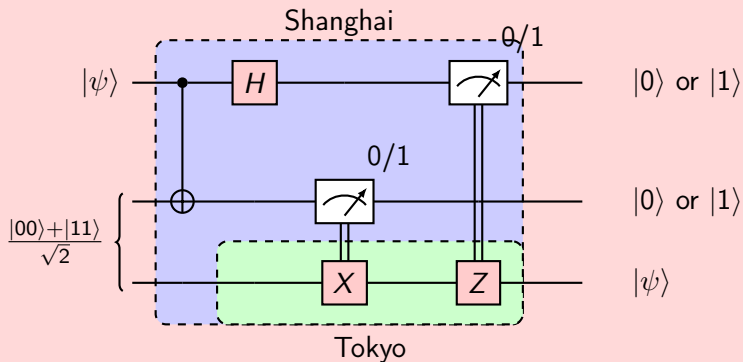 Shanghai
0/1
|ψ⟩ H |0⟩ or |1⟩
0/1
|0⟩ or |1⟩
|00⟩+|11⟩
√2
X Z |ψ⟩
Tokyo